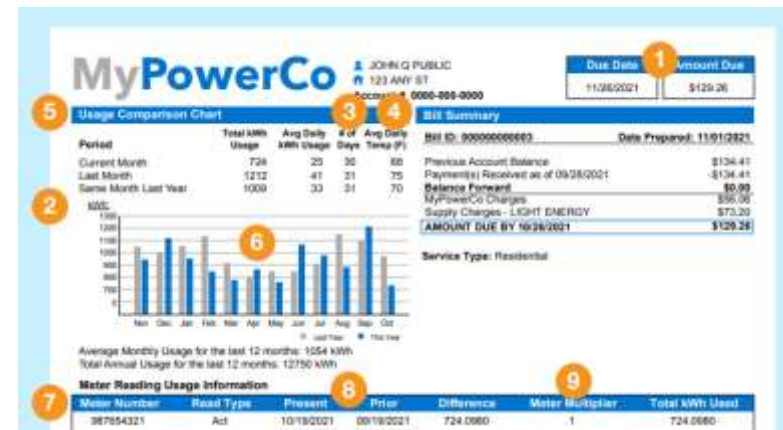 MyPowerCo
JOHN Q PUBLIC
123 ANY ST
Account # 0000-000-0000
Due Date
Amount Due
11/26/2021
$129.26
1
5
3
4
Usage Comparison Chart
Period
Total kWh Usage
Avg Daily kWh Usage
# of Days
Avg Daily Temp (F)
Current Month 724 25 30 68
Last Month 1212 41 31 75
Same Month Last Year 1009 33 31 70
Bill Summary
Bill ID: 000000000003 Date Prepared: 11/01/2021
Previous Account Balance $134.41
Payment(s) Received as of 09/28/2021 -$134.41
Balance Forward $0.00
MyPowerCo Charges $56.06
Supply Charges - LIGHT ENERGY $73.20
AMOUNT DUE BY 10/26/2021 $129.26
Service Type: Residential
2
kWh
1300
1200
1100
1000
900
800
700
0
6
Nov Dec Jan Feb Mar Apr May Jun Jul Aug Sep Oct
Last Year This Year
Average Monthly Usage for the last 12 months: 1054 kWh
Total Annual Usage for the last 12 months: 12750 kWh
Meter Reading Usage Information
7
8
9
Meter Number Read Type Present Prior Difference Meter Multiplier Total kWh Used
987654321 Act 10/19/2021 09/19/2021 724.0980 1 724.0980